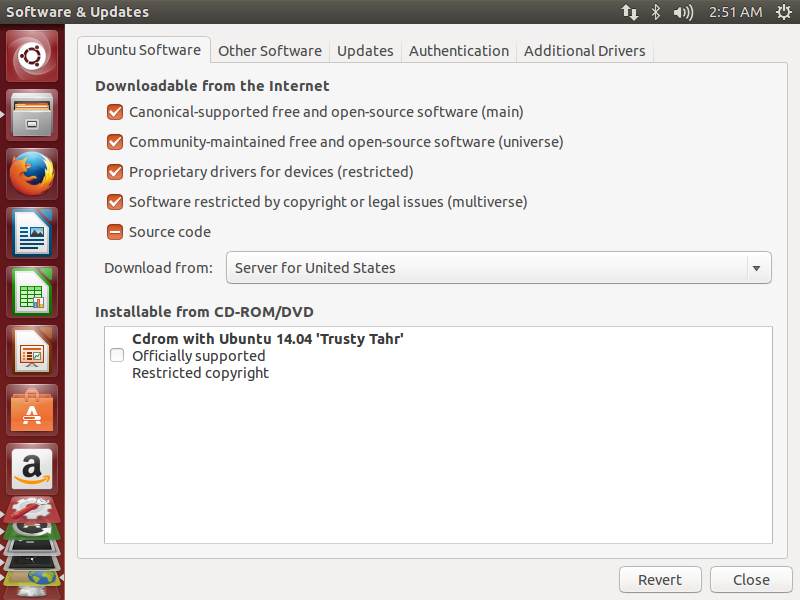 Software & Updates
2:51 AM
Ubuntu Software
Other Software
Updates
Authentication
Additional Drivers
Downloadable from the Internet
Canonical-supported free and open-source software (main)
Community-maintained free and open-source software (universe)
Proprietary drivers for devices (restricted)
Software restricted by copyright or legal issues (multiverse)
Source code
Download from:
Server for United States
Installable from CD-ROM/DVD
Cdrom with Ubuntu 14.04 'Trusty Tahr'
Officially supported
Restricted copyright
Revert
Close